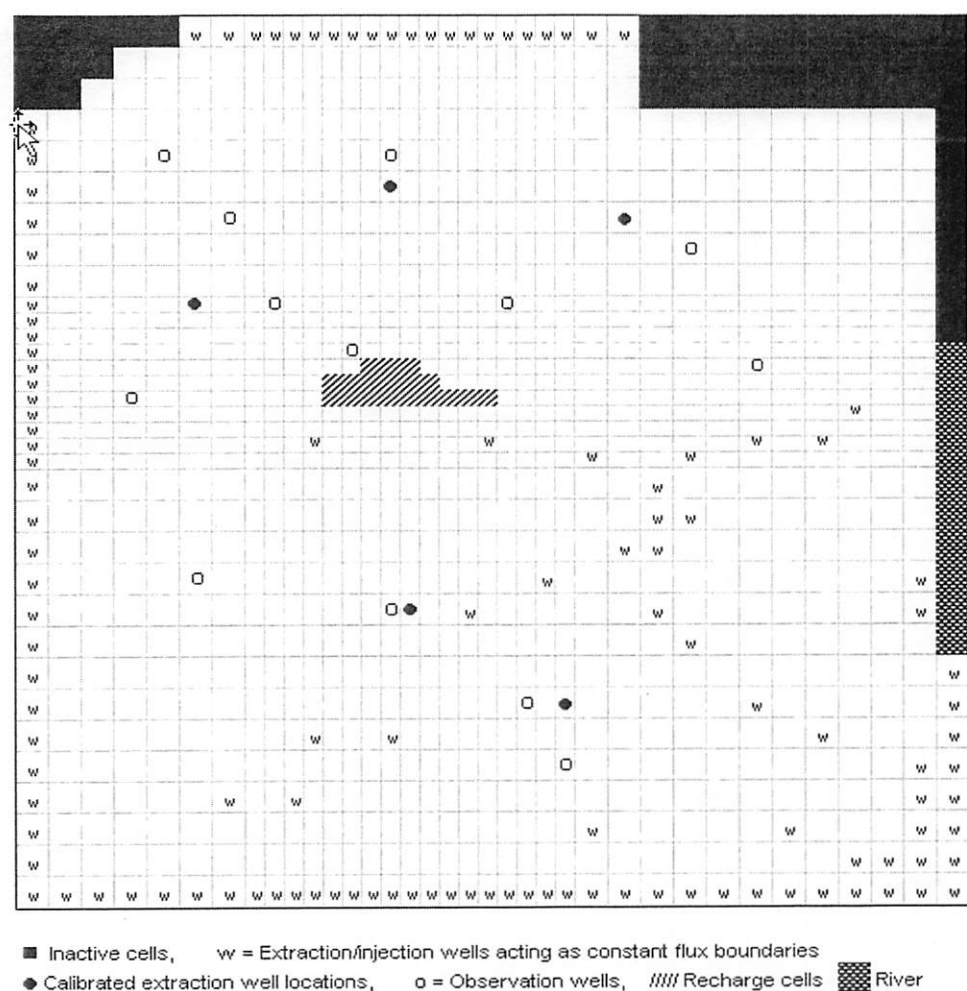 Inactive cells, w = Extraction/injection wells acting as constant flux boundaries
Calibrated extraction well locations, o = Observation wells, ///// Recharge cells River